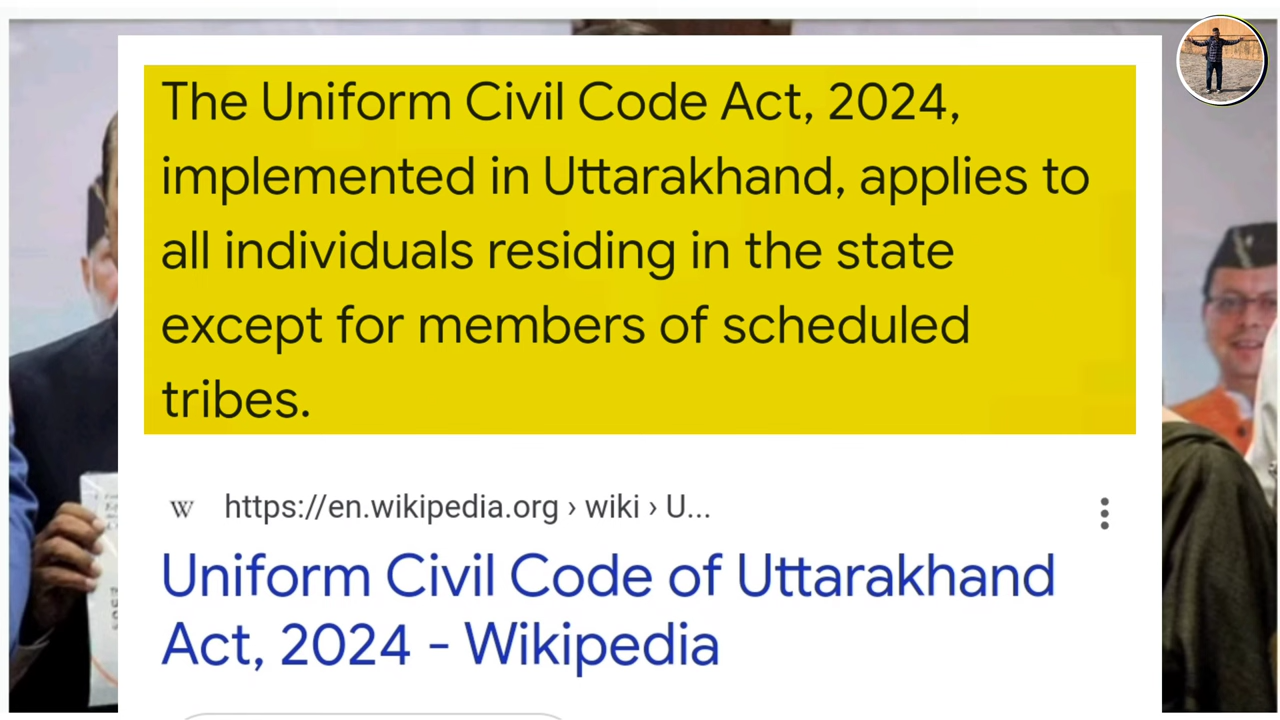 The Uniform Civil Code Act, 2024,
implemented in Uttarakhand, applies to
all individuals residing in the state
except for members of scheduled
tribes.
W https://en.wikipedia.org › wiki › U...
Uniform Civil Code of Uttarakhand
Act, 2024 - Wikipedia